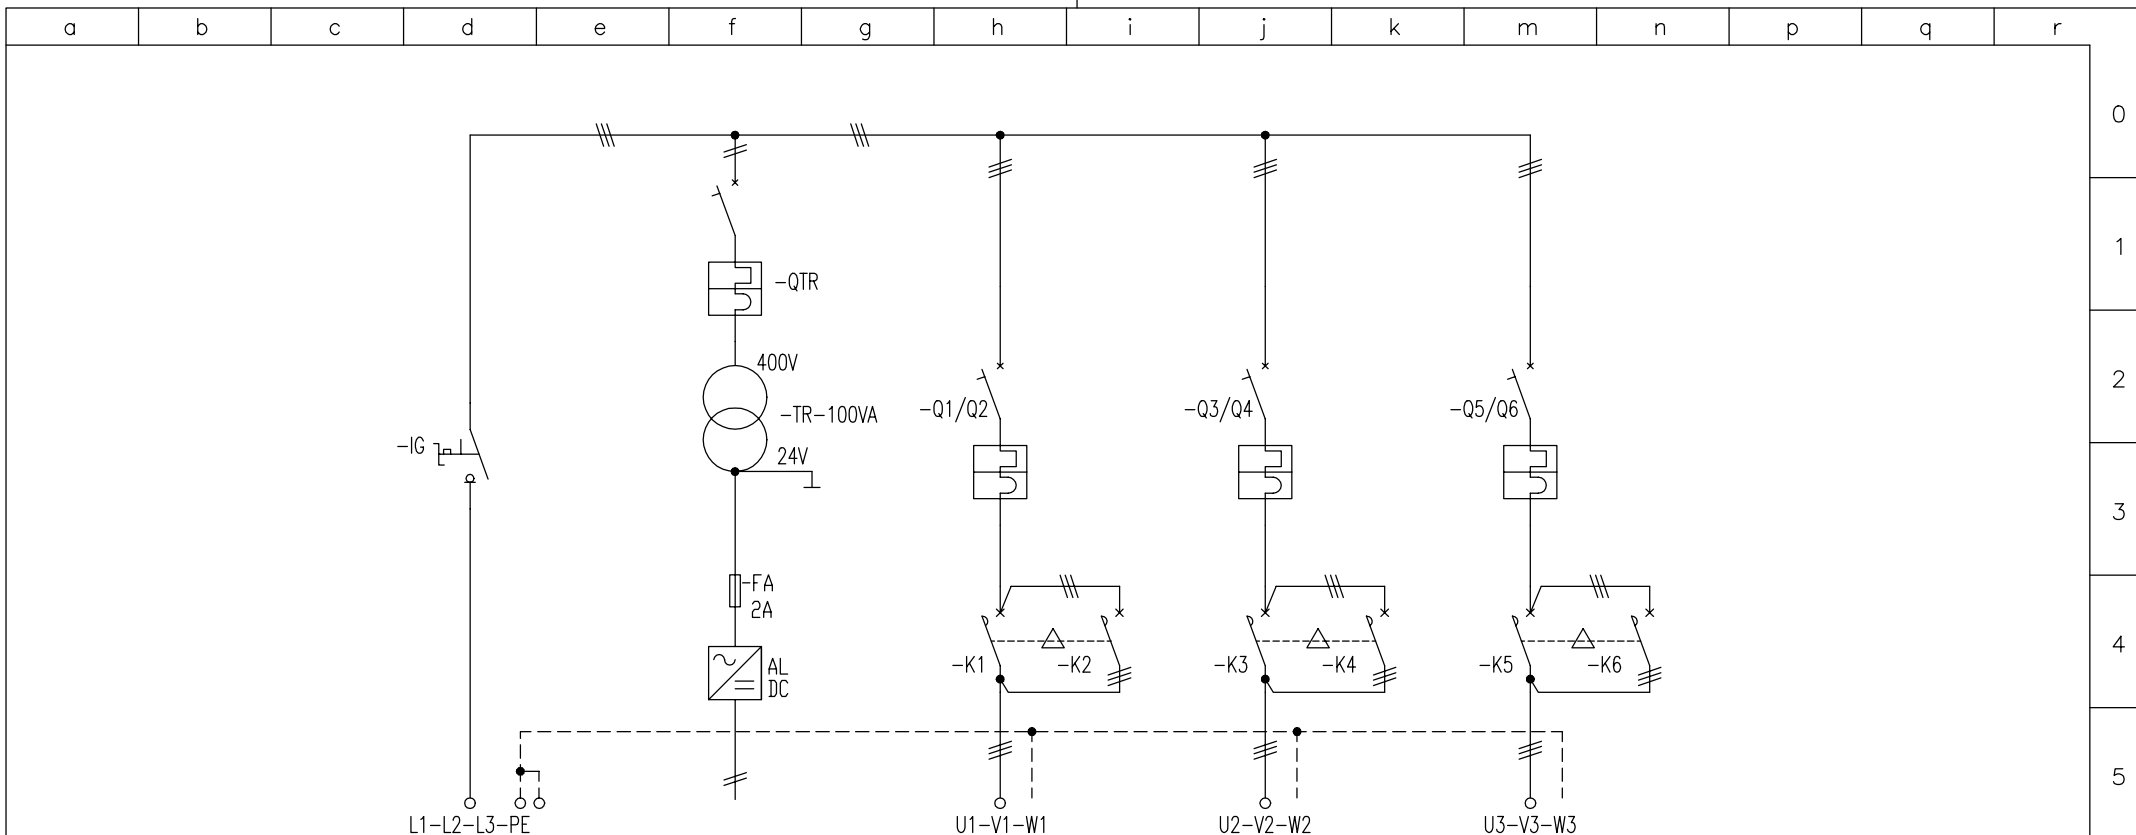 a b c d e f g h i j k m n p q r
0
1
-QTR
400V
2
-TR-100VA
-Q1/Q2 -Q3/Q4 -Q5/Q6
-IG
24V
3
-FA
2A
4
-K1 -K2 -K3 -K4 -K5 -K6
AL
DC
5
L1-L2-L3-PE U1-V1-W1 U2-V2-W2 U3-V3-W3